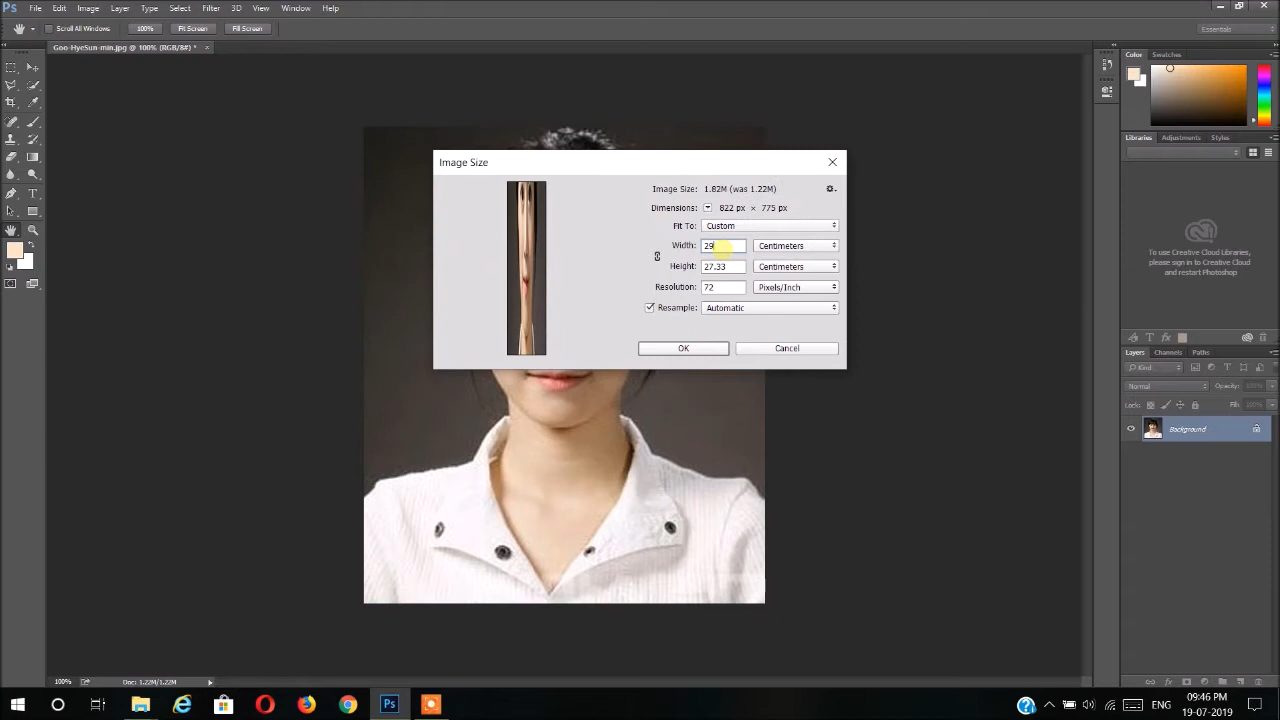 Ps File Edit Image Layer Type Select Filter 3D View Window Help
Scroll All Windows 100% Fit Screen Fill Screen Essentials
Goo-HyeSun-min.jpg @ 100% (RGB/8#) * ×
Color Swatches
Libraries Adjustments Styles
Image Size
Image Size: 1.82M (was 1.22M)
Dimensions: 822 px × 775 px
Fit To: Custom
Width: 29 Centimeters
Height: 27.33 Centimeters
Resolution: 72 Pixels/Inch
Resample: Automatic
OK Cancel
To use Creative Cloud Libraries,
please sign in to Creative Cloud
and restart Photoshop
Layers Channels Paths
Kind
Normal Opacity: 100%
Lock: Fill: 100%
Background
100% Doc: 1.22M/1.22M
Ps
ENG
09:46 PM
19-07-2019